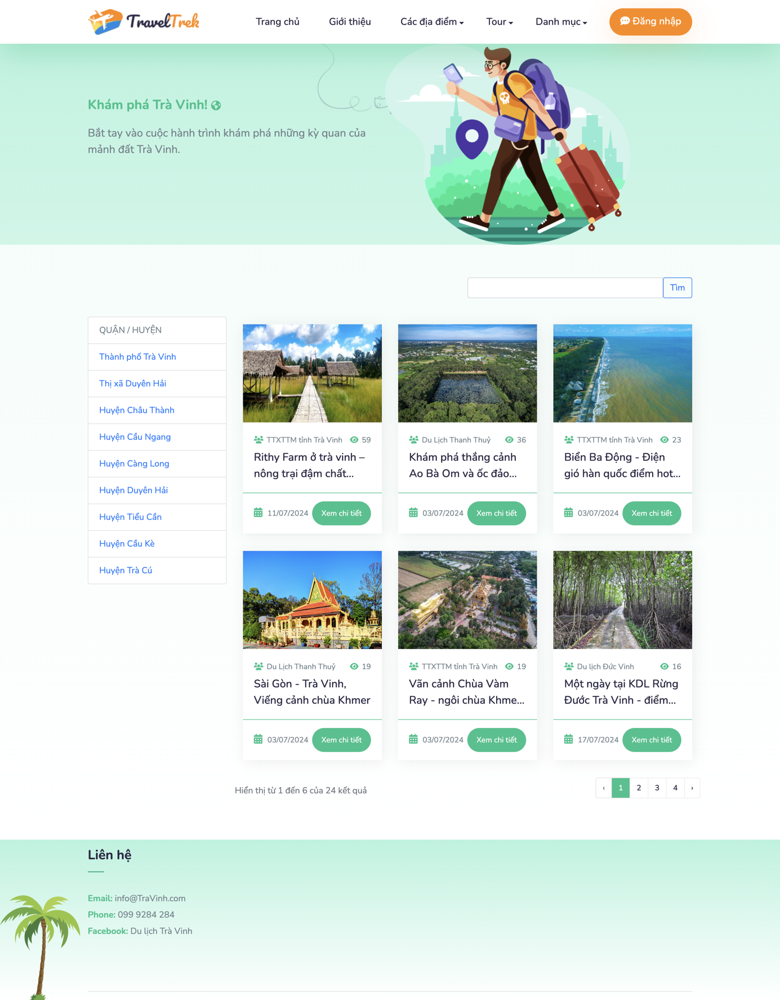 TravelTrek
Trang chủ
Giới thiệu
Các địa điểm
Tour
Danh mục
Đăng nhập
Khám phá Trà Vinh!
Bắt tay vào cuộc hành trình khám phá những kỳ quan của
mảnh đất Trà Vinh.
Tìm
QUẬN / HUYỆN
Thành phố Trà Vinh
Thị xã Duyên Hải
Huyện Châu Thành
Huyện Cầu Ngang
Huyện Càng Long
Huyện Duyên Hải
Huyện Tiểu Cần
Huyện Cầu Kè
Huyện Trà Cú
TTXTTM tỉnh Trà Vinh 59
Rithy Farm ở trà vinh –
nông trại đậm chất...
11/07/2024 Xem chi tiết
Du Lịch Thanh Thuỷ 36
Khám phá thắng cảnh
Ao Bà Om và ốc đảo...
03/07/2024 Xem chi tiết
TTXTTM tỉnh Trà Vinh 23
Biển Ba Động - Điện
gió hàn quốc điểm hot...
03/07/2024 Xem chi tiết
Du Lịch Thanh Thuỷ 19
Sài Gòn - Trà Vinh,
Viếng cảnh chùa Khmer
03/07/2024 Xem chi tiết
TTXTTM tỉnh Trà Vinh 19
Vãn cảnh Chùa Vàm
Ray - ngôi chùa Khme...
03/07/2024 Xem chi tiết
Du lịch Đức Vinh 16
Một ngày tại KDL Rừng
Đước Trà Vinh - điểm...
17/07/2024 Xem chi tiết
Hiển thị từ 1 đến 6 của 24 kết quả
‹ 1 2 3 4 ›
Liên hệ
Email: info@TraVinh.com
Phone: 099 9284 284
Facebook: Du lịch Trà Vinh